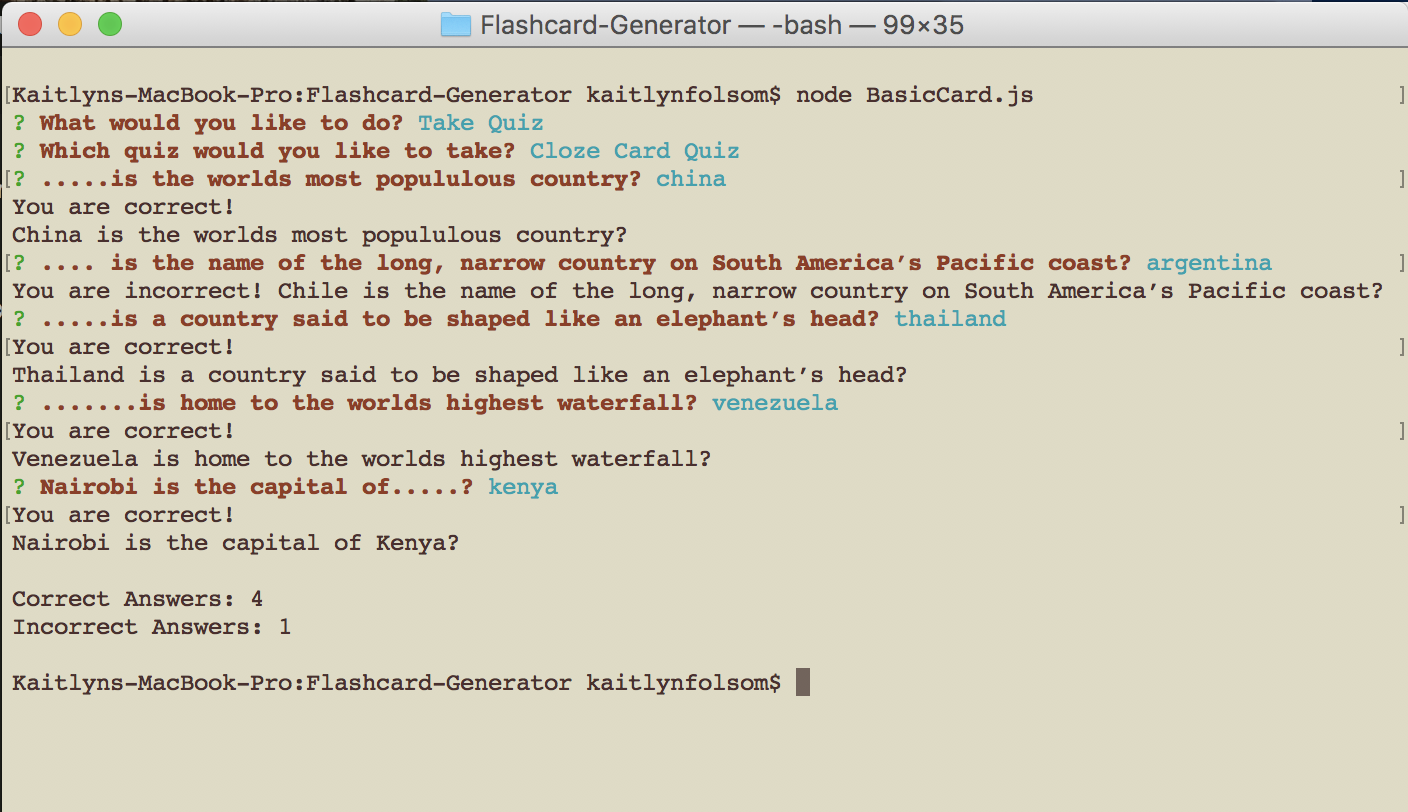 Flashcard-Generator — -bash — 99×35
[Kaitlyns-MacBook-Pro:Flashcard-Generator kaitlynfolsom$ node BasicCard.js ]
? What would you like to do? Take Quiz
? Which quiz would you like to take? Cloze Card Quiz
[? .....is the worlds most popululous country? china ]
You are correct!
China is the worlds most popululous country?
[? .... is the name of the long, narrow country on South America’s Pacific coast? argentina ]
You are incorrect! Chile is the name of the long, narrow country on South America’s Pacific coast?
? .....is a country said to be shaped like an elephant’s head? thailand
[You are correct! ]
Thailand is a country said to be shaped like an elephant’s head?
? .......is home to the worlds highest waterfall? venezuela
[You are correct! ]
Venezuela is home to the worlds highest waterfall?
? Nairobi is the capital of.....? kenya
[You are correct! ]
Nairobi is the capital of Kenya?
Correct Answers: 4
Incorrect Answers: 1
Kaitlyns-MacBook-Pro:Flashcard-Generator kaitlynfolsom$